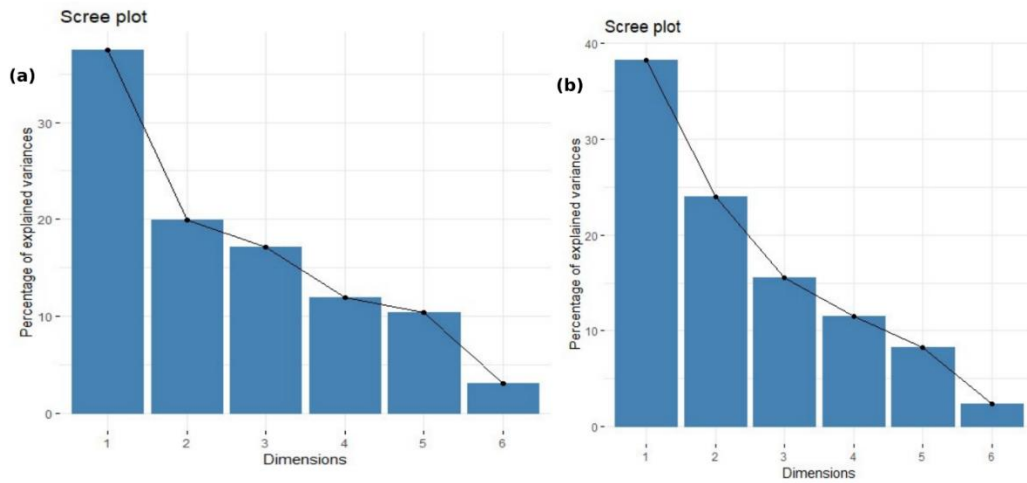 Scree plot
(a)
Percentage of explained variances
30
20
10
0
1 2 3 4 5 6
Dimensions
Scree plot
(b)
Percentage of explained variances
40
30
20
10
0
1 2 3 4 5 6
Dimensions